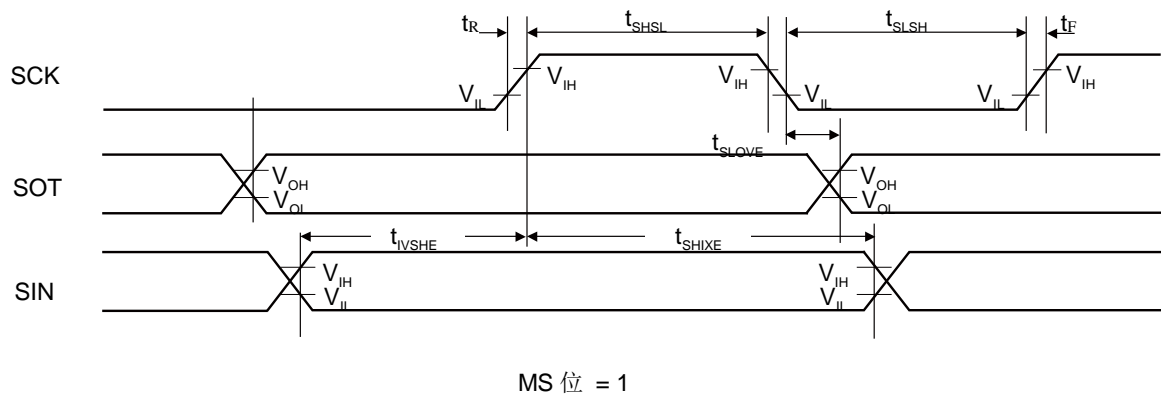 tR tSHSL tSLSH tF
SCK VIL VIH VIH VIL VIL VIH
tSLOVE
SOT VOH VOH
VOL VOL
tIVSHE tSHIXE
SIN VIH VIH
VIL VIL
MS 位 = 1